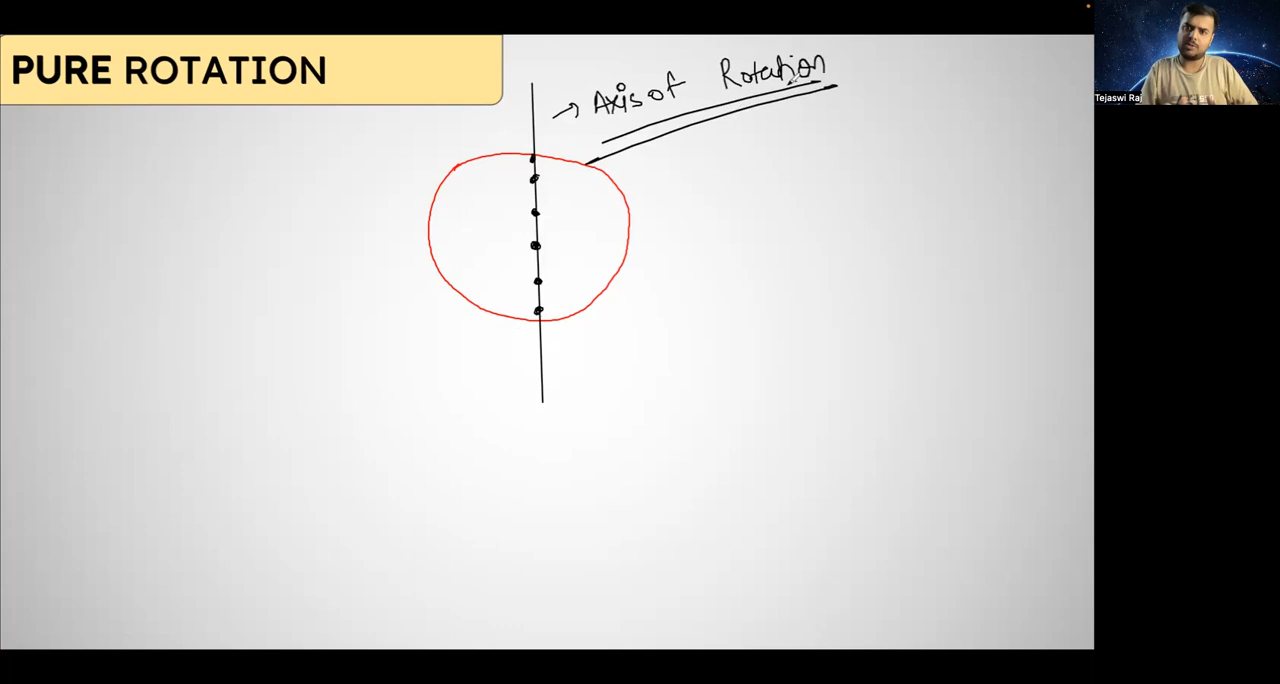 PURE ROTATION
→ Axis of Rotation
Tejaswi Raj